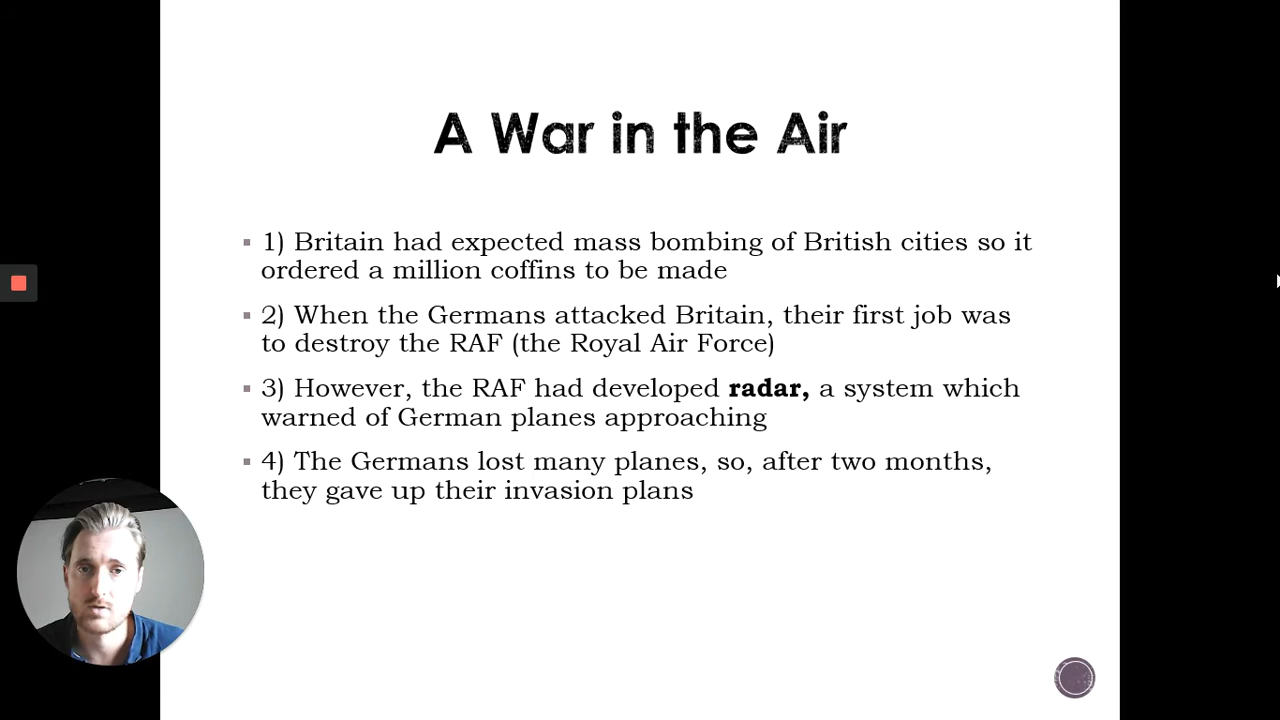 A War in the Air
1) Britain had expected mass bombing of British cities so it
ordered a million coffins to be made
2) When the Germans attacked Britain, their first job was
to destroy the RAF (the Royal Air Force)
3) However, the RAF had developed radar, a system which
warned of German planes approaching
4) The Germans lost many planes, so, after two months,
they gave up their invasion plans